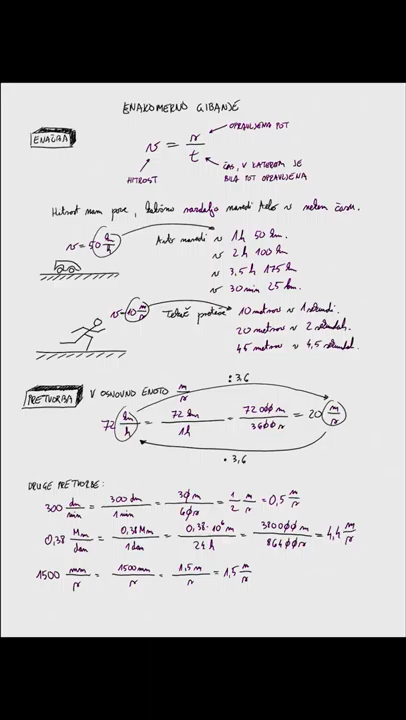 ENAKOMERNO GIBANJE
ENAČBA
v = s/t
OPRAVLJENA POT
HITROST
ČAS, V KATEREM JE
BILA POT OPRAVLJENA
Hitrost nam pove, kolikšno razdaljo naredi telo v nekem času.
v = 50 km/h
Avto naredi v 1h 50 km.
v 2h 100 km
v 3,5h 175 km
v 30 min 25 km.
v = 10 m/s
Tekač preteče 10 metrov v 1 sekundi.
20 metrov v 2 sekundah.
45 metrov v 4,5 sekundah.
PRETVORBA V OSNOVNO ENOTO m/s
: 3,6
72 km/h = 72 km/1h = 72000 m/3600 s = 20 m/s
· 3,6
DRUGE PRETVORBE:
300 dm/min = 300 dm/1 min = 30 m/60 s = 1/2 m/s = 0,5 m/s
0,38 Mm/dan = 0,38 Mm/1 dan = 0,38·10⁶ m/24 h = 380000 m/86400 s = 4,4 m/s
1500 mm/s = 1500 mm/s = 1,5 m/s = 1,5 m/s